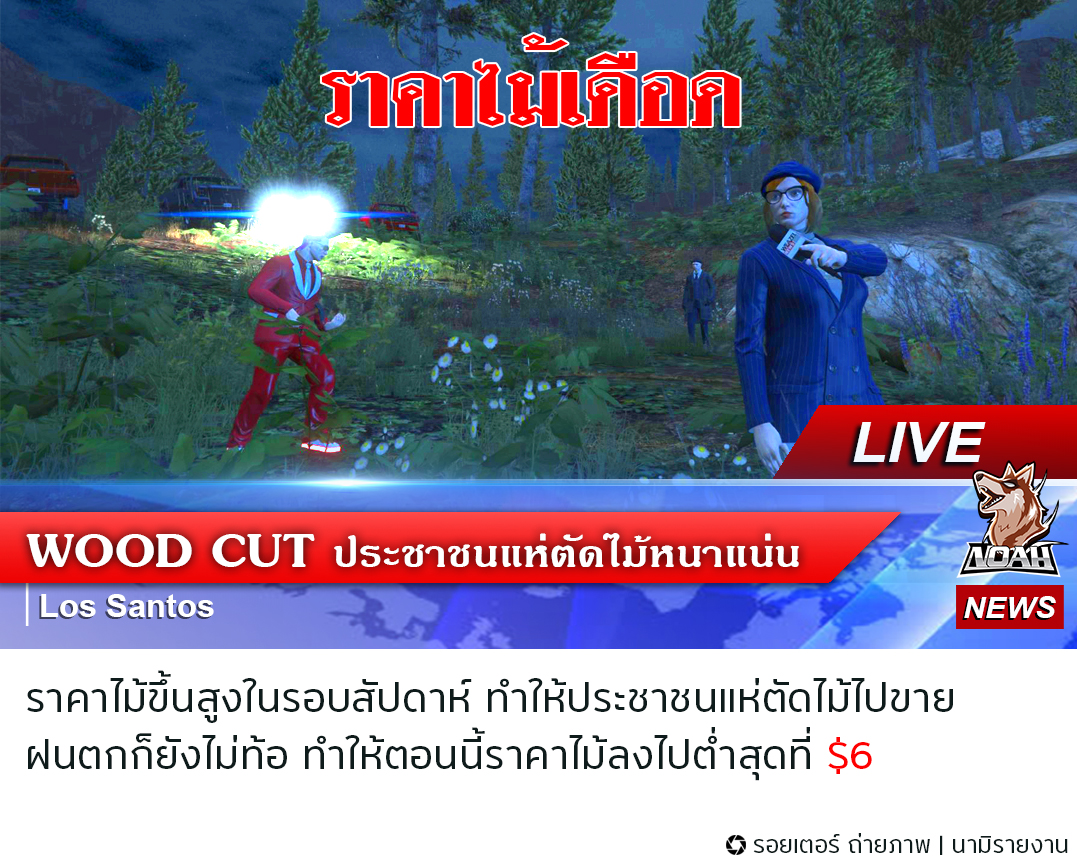 ราคาไม้เดือด
LIVE
NOAH
NEWS
WOOD CUT ประชาชนแห่ตัดไม้หนาแน่น
Los Santos
ราคาไม้ขึ้นสูงในรอบสัปดาห์ ทำให้ประชาชนแห่ตัดไม้ไปขาย
ฝนตกก็ยังไม่ท้อ ทำให้ตอนนี้ราคาไม้ลงไปต่ำสุดที่ $6
รอยเตอร์ ถ่ายภาพ | นามิรายงาน